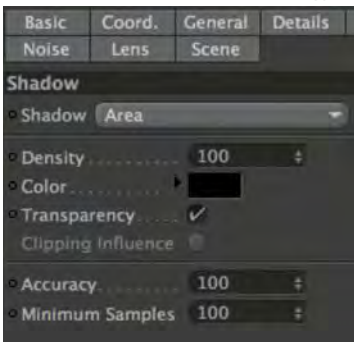 Basic Coord. General Details
Noise Lens Scene
Shadow
Shadow Area
Density . . . . . . . . . . 100
Color . . . . . . . . . . .
Transparency . . . . .
Clipping Influence
Accuracy . . . . . . . . . 100
Minimum Samples 100